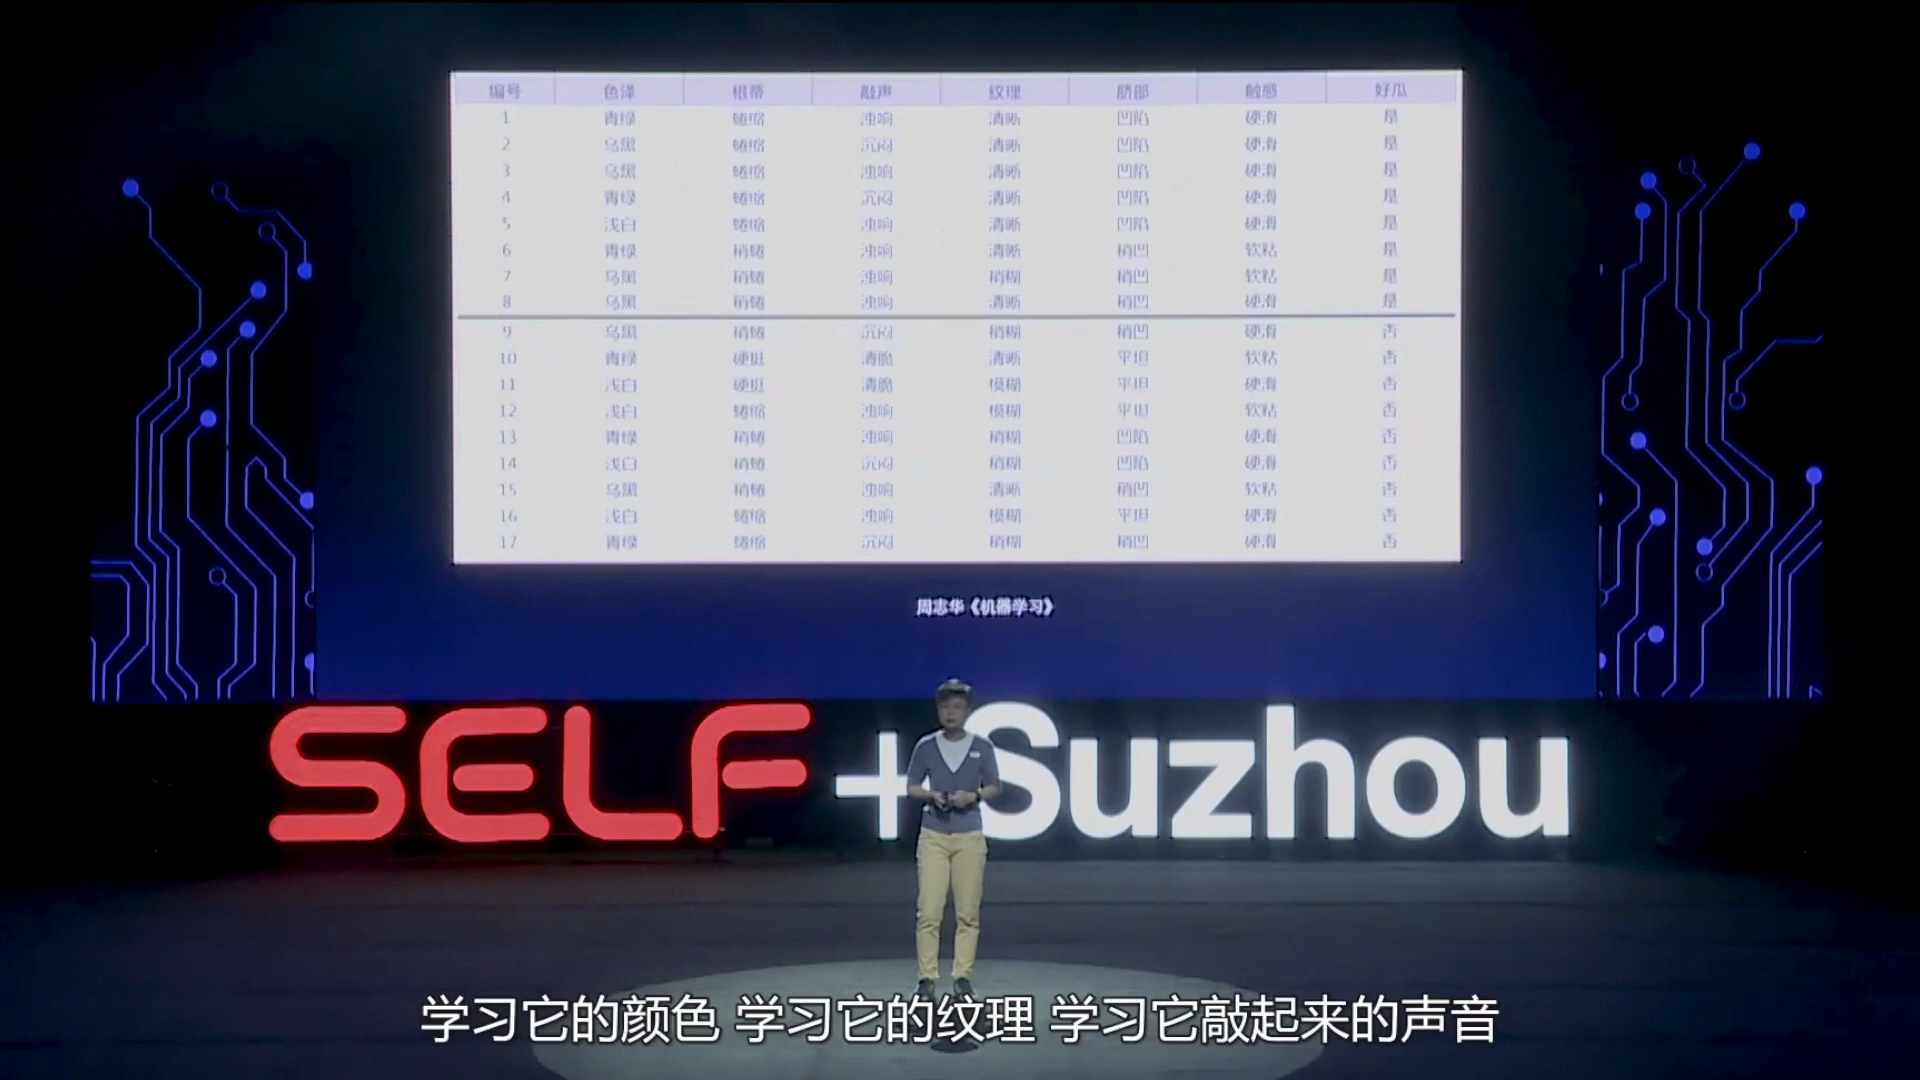 编号 色泽 根蒂 敲声 纹理 脐部 触感 好瓜
1 青绿 蜷缩 浊响 清晰 凹陷 硬滑 是
2 乌黑 蜷缩 沉闷 清晰 凹陷 硬滑 是
3 乌黑 蜷缩 浊响 清晰 凹陷 硬滑 是
4 青绿 蜷缩 沉闷 清晰 凹陷 硬滑 是
5 浅白 蜷缩 浊响 清晰 凹陷 硬滑 是
6 青绿 稍蜷 浊响 清晰 稍凹 软粘 是
7 乌黑 稍蜷 浊响 稍糊 稍凹 软粘 是
8 乌黑 稍蜷 浊响 清晰 稍凹 硬滑 是
9 乌黑 稍蜷 沉闷 稍糊 稍凹 硬滑 否
10 青绿 硬挺 清脆 清晰 平坦 软粘 否
11 浅白 硬挺 清脆 模糊 平坦 硬滑 否
12 浅白 蜷缩 浊响 模糊 平坦 软粘 否
13 青绿 稍蜷 浊响 稍糊 凹陷 硬滑 否
14 浅白 稍蜷 沉闷 稍糊 凹陷 硬滑 否
15 乌黑 稍蜷 浊响 清晰 稍凹 软粘 否
16 浅白 蜷缩 浊响 模糊 平坦 硬滑 否
17 青绿 蜷缩 沉闷 稍糊 稍凹 硬滑 否
周志华《机器学习》
SELF+Suzhou
学习它的颜色 学习它的纹理 学习它敲起来的声音